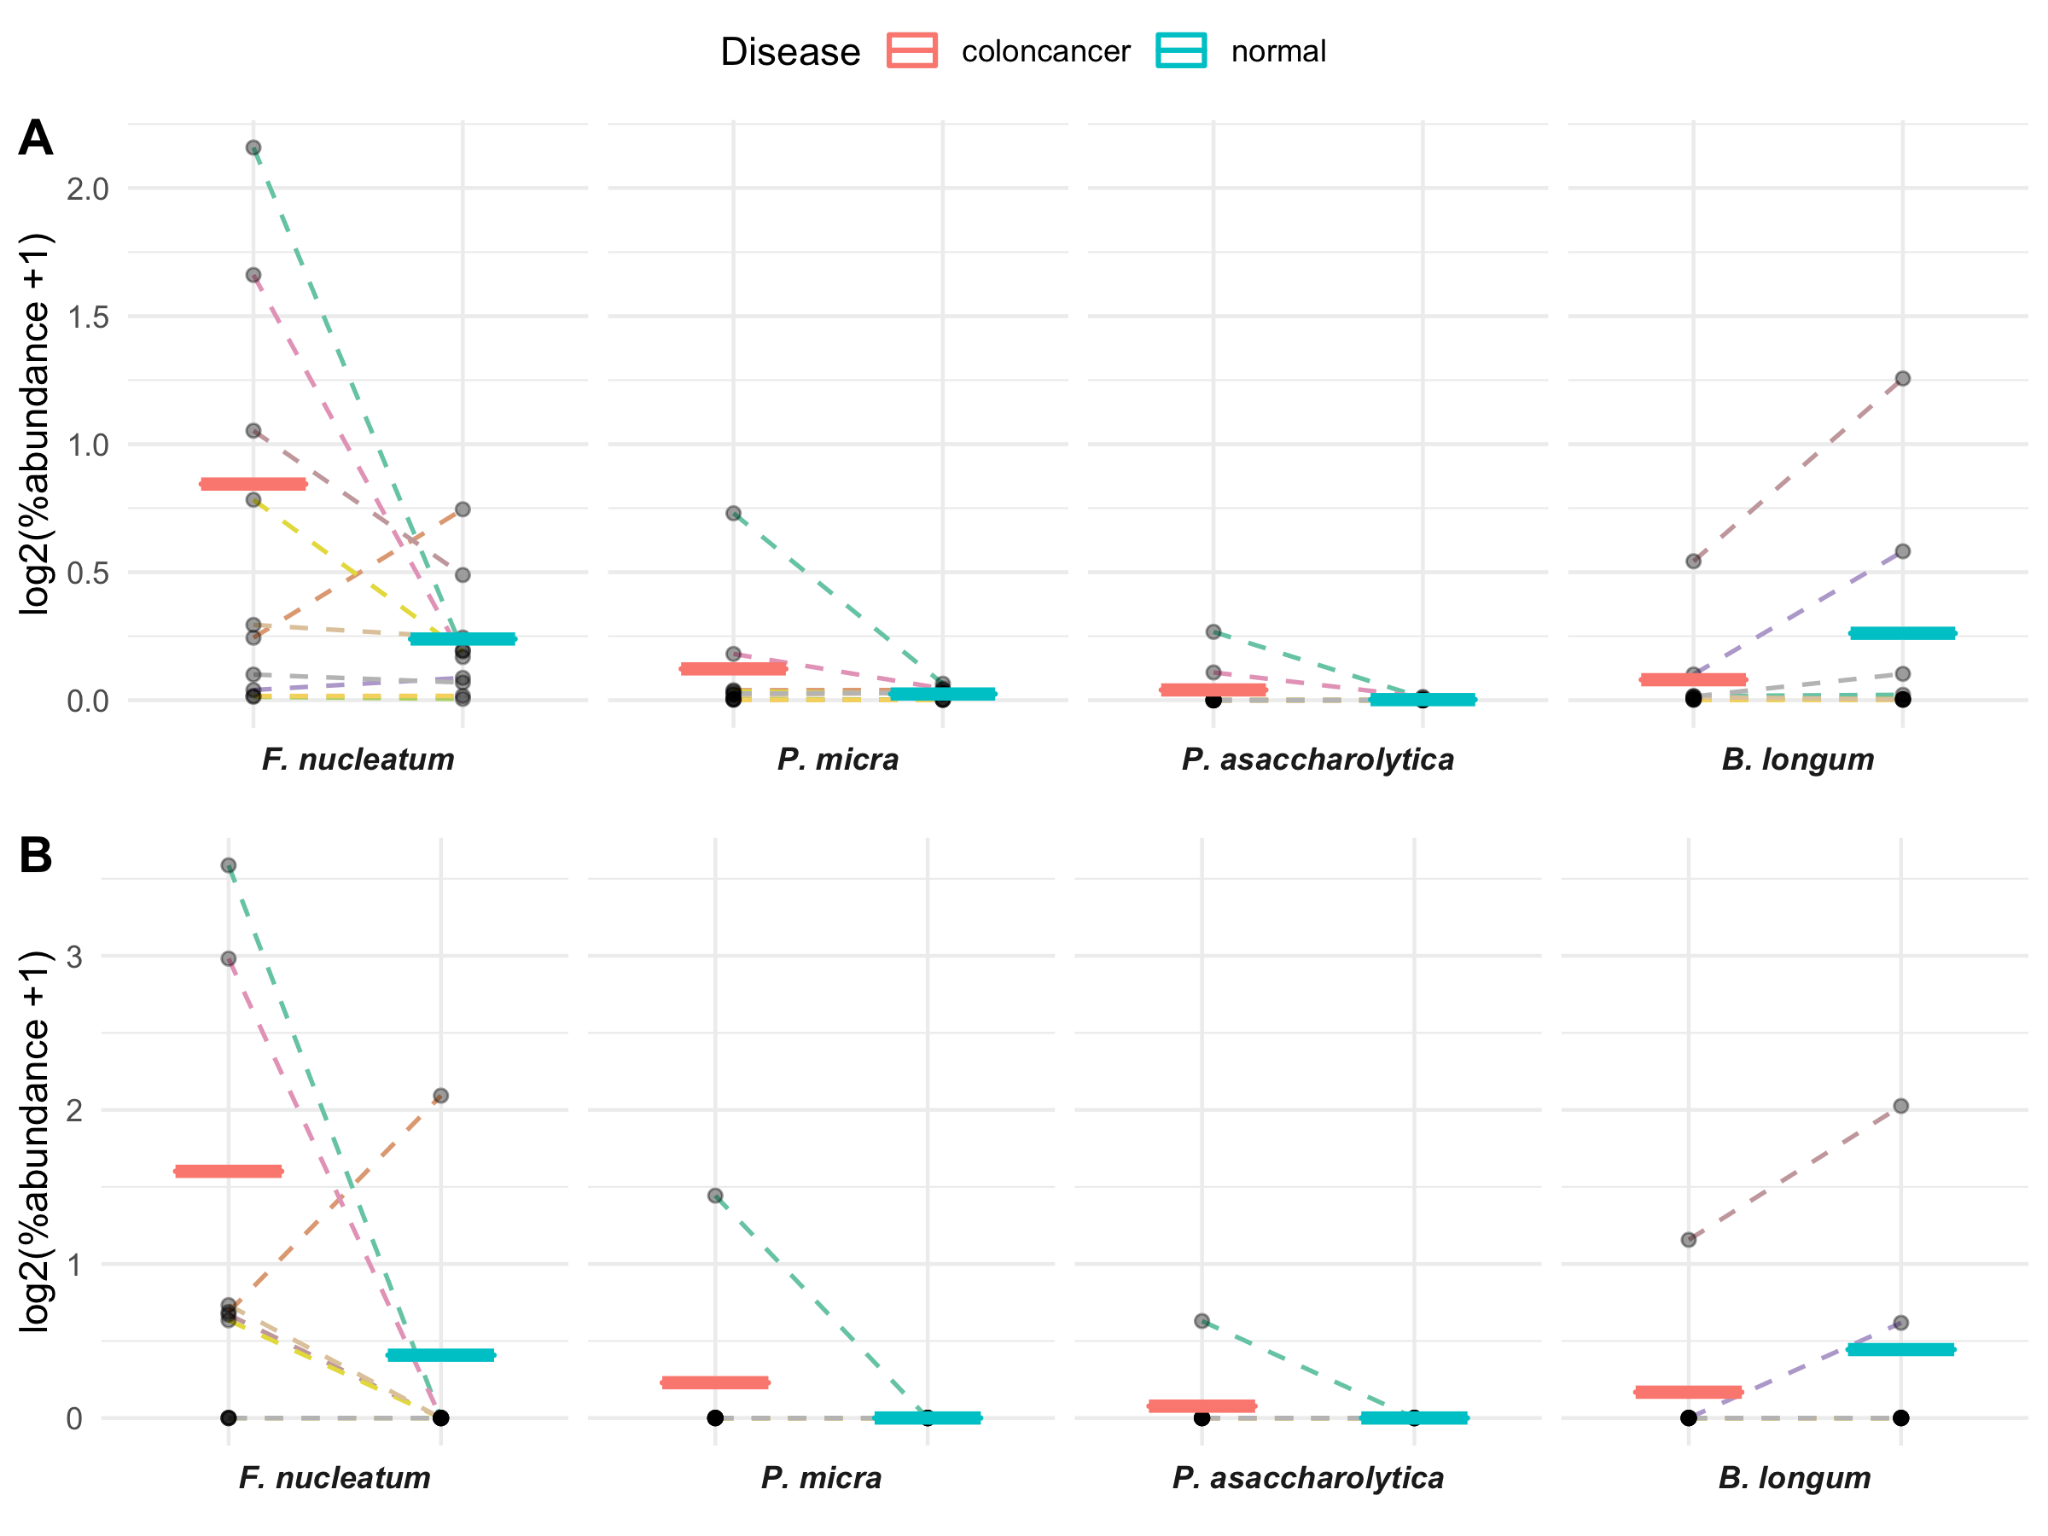 Disease coloncancer normal
A
log2(%abundance +1)
2.0
1.5
1.0
0.5
0.0
F. nucleatum P. micra P. asaccharolytica B. longum
B
log2(%abundance +1)
3
2
1
0
F. nucleatum P. micra P. asaccharolytica B. longum